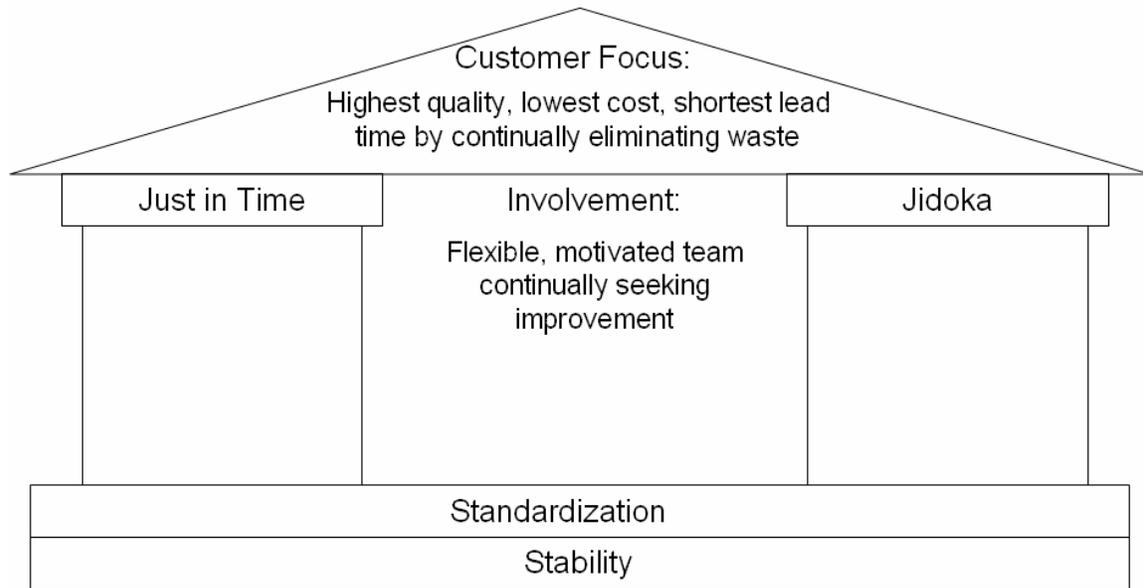 Customer Focus:
Highest quality, lowest cost, shortest lead
time by continually eliminating waste
Just in Time
Involvement:
Jidoka
Flexible, motivated team
continually seeking
improvement
Standardization
Stability